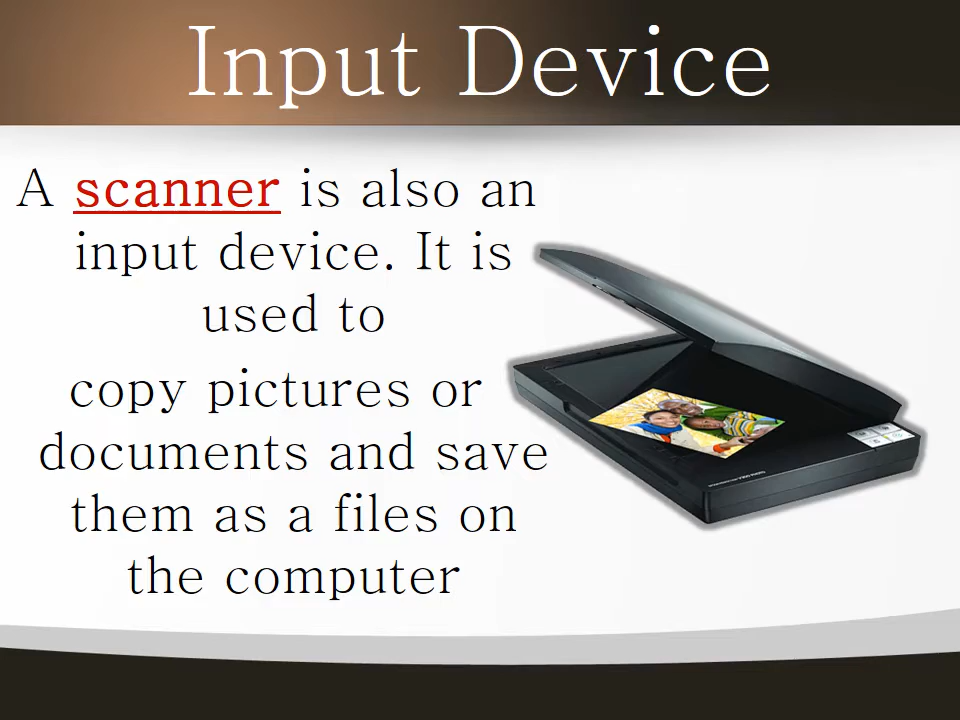 Input Device
A scanner is also an
input device. It is
used to
copy pictures or
documents and save
them as a files on
the computer